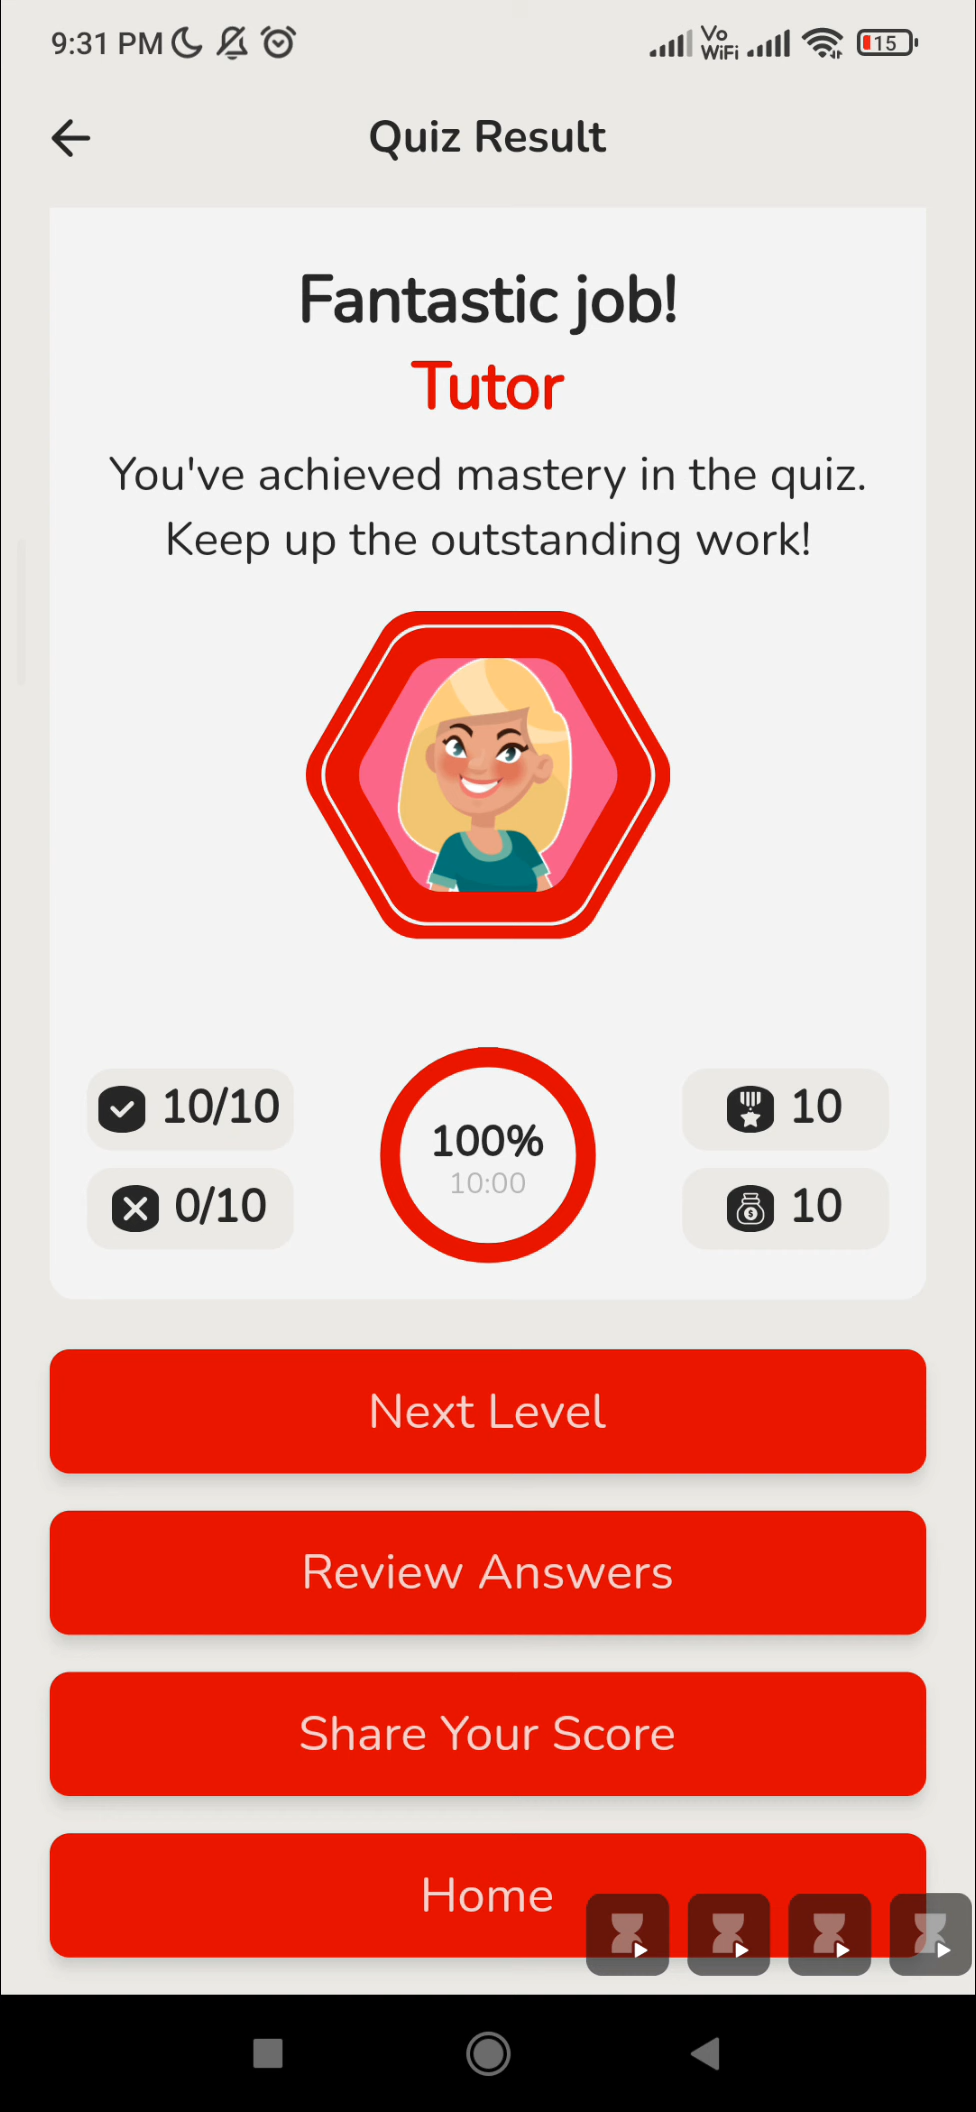 9:31 PM
Vo
WiFi
15
Quiz Result
Fantastic job!
Tutor
You've achieved mastery in the quiz.
Keep up the outstanding work!
10/10
0/10
100%
10:00
10
10
Next Level
Review Answers
Share Your Score
Home